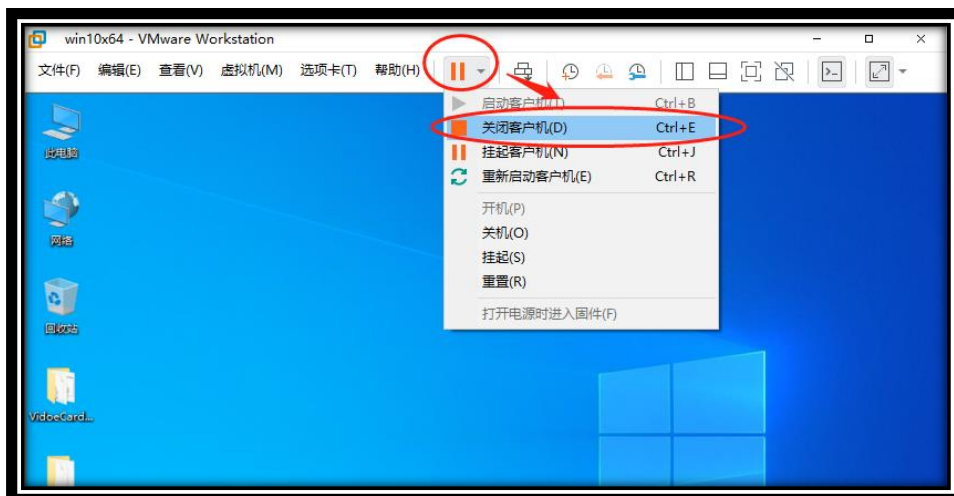 win10x64 - VMware Workstation
文件(F) 编辑(E) 查看(V) 虚拟机(M) 选项卡(T) 帮助(H)
启动客户机(T) Ctrl+B
关闭客户机(D) Ctrl+E
挂起客户机(N) Ctrl+J
重新启动客户机(E) Ctrl+R
开机(P)
关机(O)
挂起(S)
重置(R)
打开电源时进入固件(F)
此电脑
网络
回收站
VidoeCard...